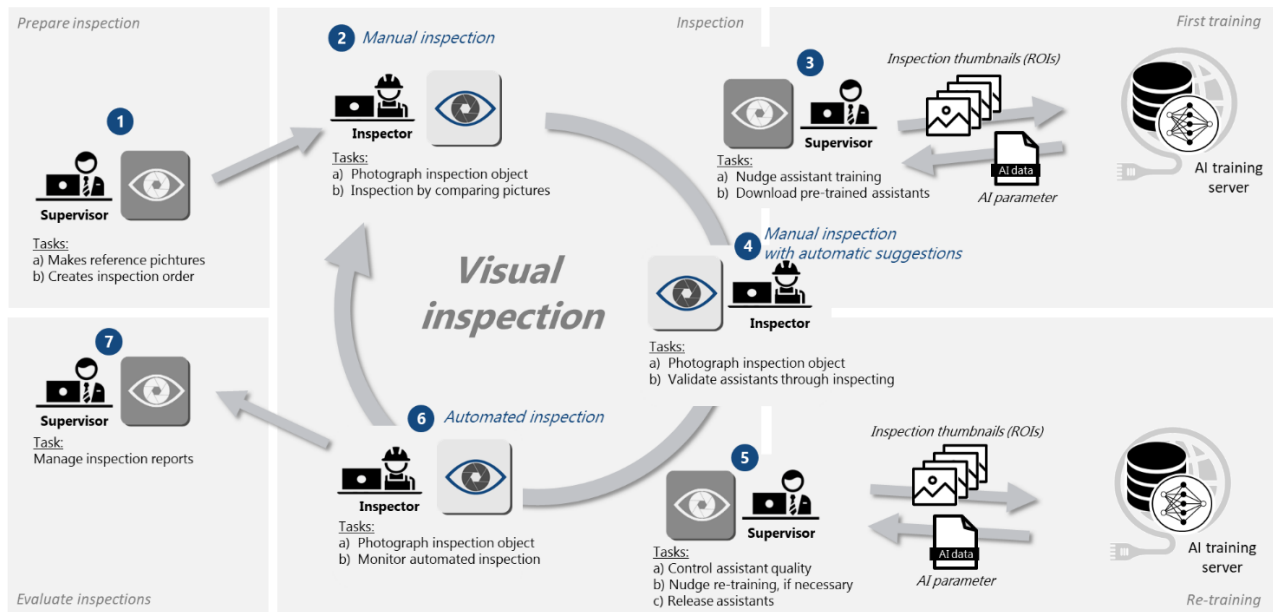 Prepare inspection
1
Supervisor
Tasks:
a) Makes reference pichtures
b) Creates inspection order
Inspection
2 Manual inspection
Inspector
Tasks:
a) Photograph inspection object
b) Inspection by comparing pictures
First training
3
Supervisor
Tasks:
a) Nudge assistant training
b) Download pre-trained assistants
Inspection thumbnails (ROIs)
AI data
AI parameter
AI training
server
Visual
inspection
4 Manual inspection
with automatic suggestions
Inspector
Tasks:
a) Photograph inspection object
b) Validate assistants through inspecting
5
Supervisor
Tasks:
a) Control assistant quality
b) Nudge re-training, if necessary
c) Release assistants
Inspection thumbnails (ROIs)
AI data
AI parameter
AI training
server
Re-training
6 Automated inspection
Inspector
Tasks:
a) Photograph inspection object
b) Monitor automated inspection
7
Supervisor
Task:
Manage inspection reports
Evaluate inspections